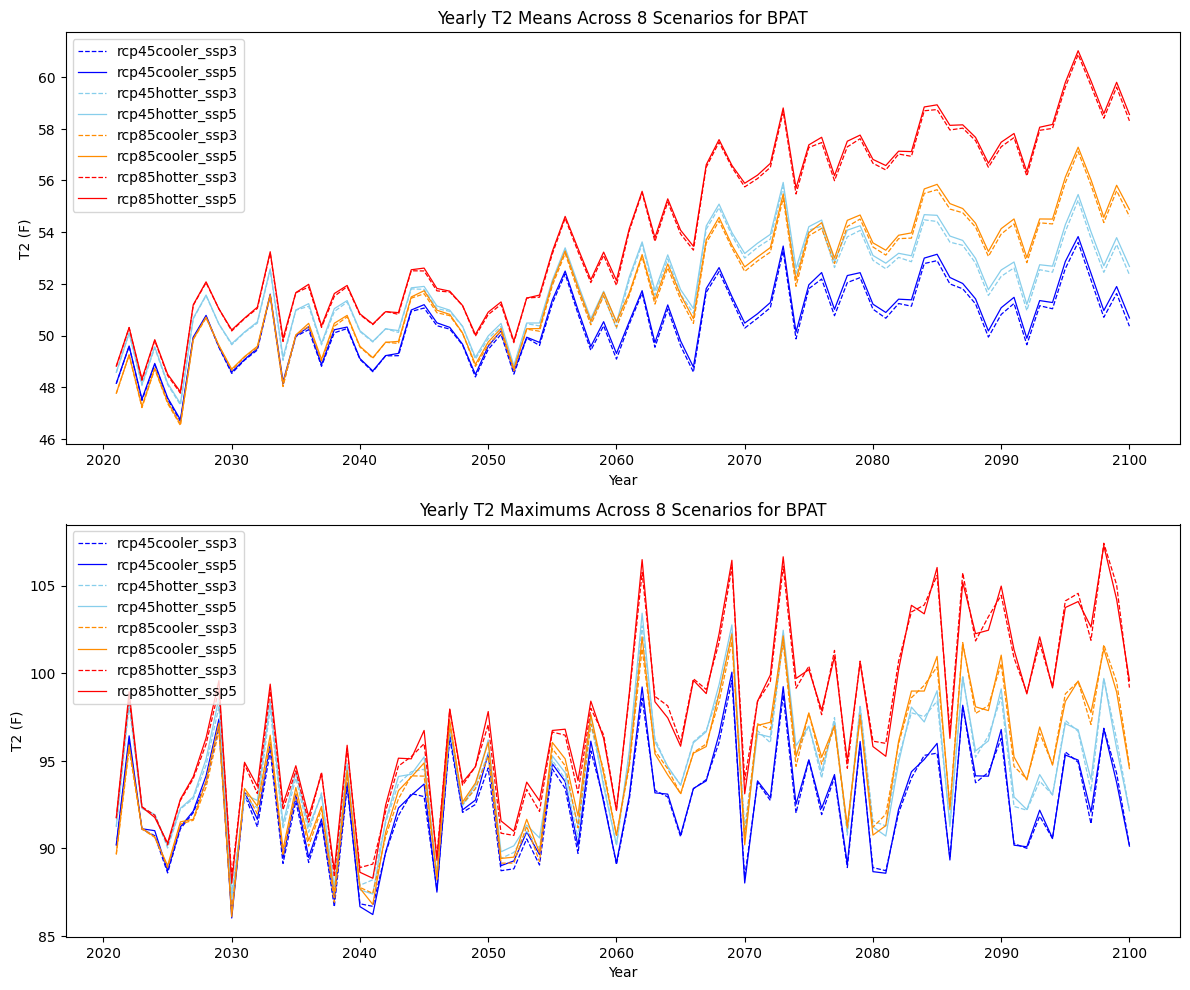 Yearly T2 Means Across 8 Scenarios for BPAT
rcp45cooler_ssp3
rcp45cooler_ssp5
rcp45hotter_ssp3
rcp45hotter_ssp5
rcp85cooler_ssp3
rcp85cooler_ssp5
rcp85hotter_ssp3
rcp85hotter_ssp5
T2 (F)
60
58
56
54
52
50
48
46
2020 2030 2040 2050 2060 2070 2080 2090 2100
Year
Yearly T2 Maximums Across 8 Scenarios for BPAT
rcp45cooler_ssp3
rcp45cooler_ssp5
rcp45hotter_ssp3
rcp45hotter_ssp5
rcp85cooler_ssp3
rcp85cooler_ssp5
rcp85hotter_ssp3
rcp85hotter_ssp5
T2 (F)
105
100
95
90
85
2020 2030 2040 2050 2060 2070 2080 2090 2100
Year